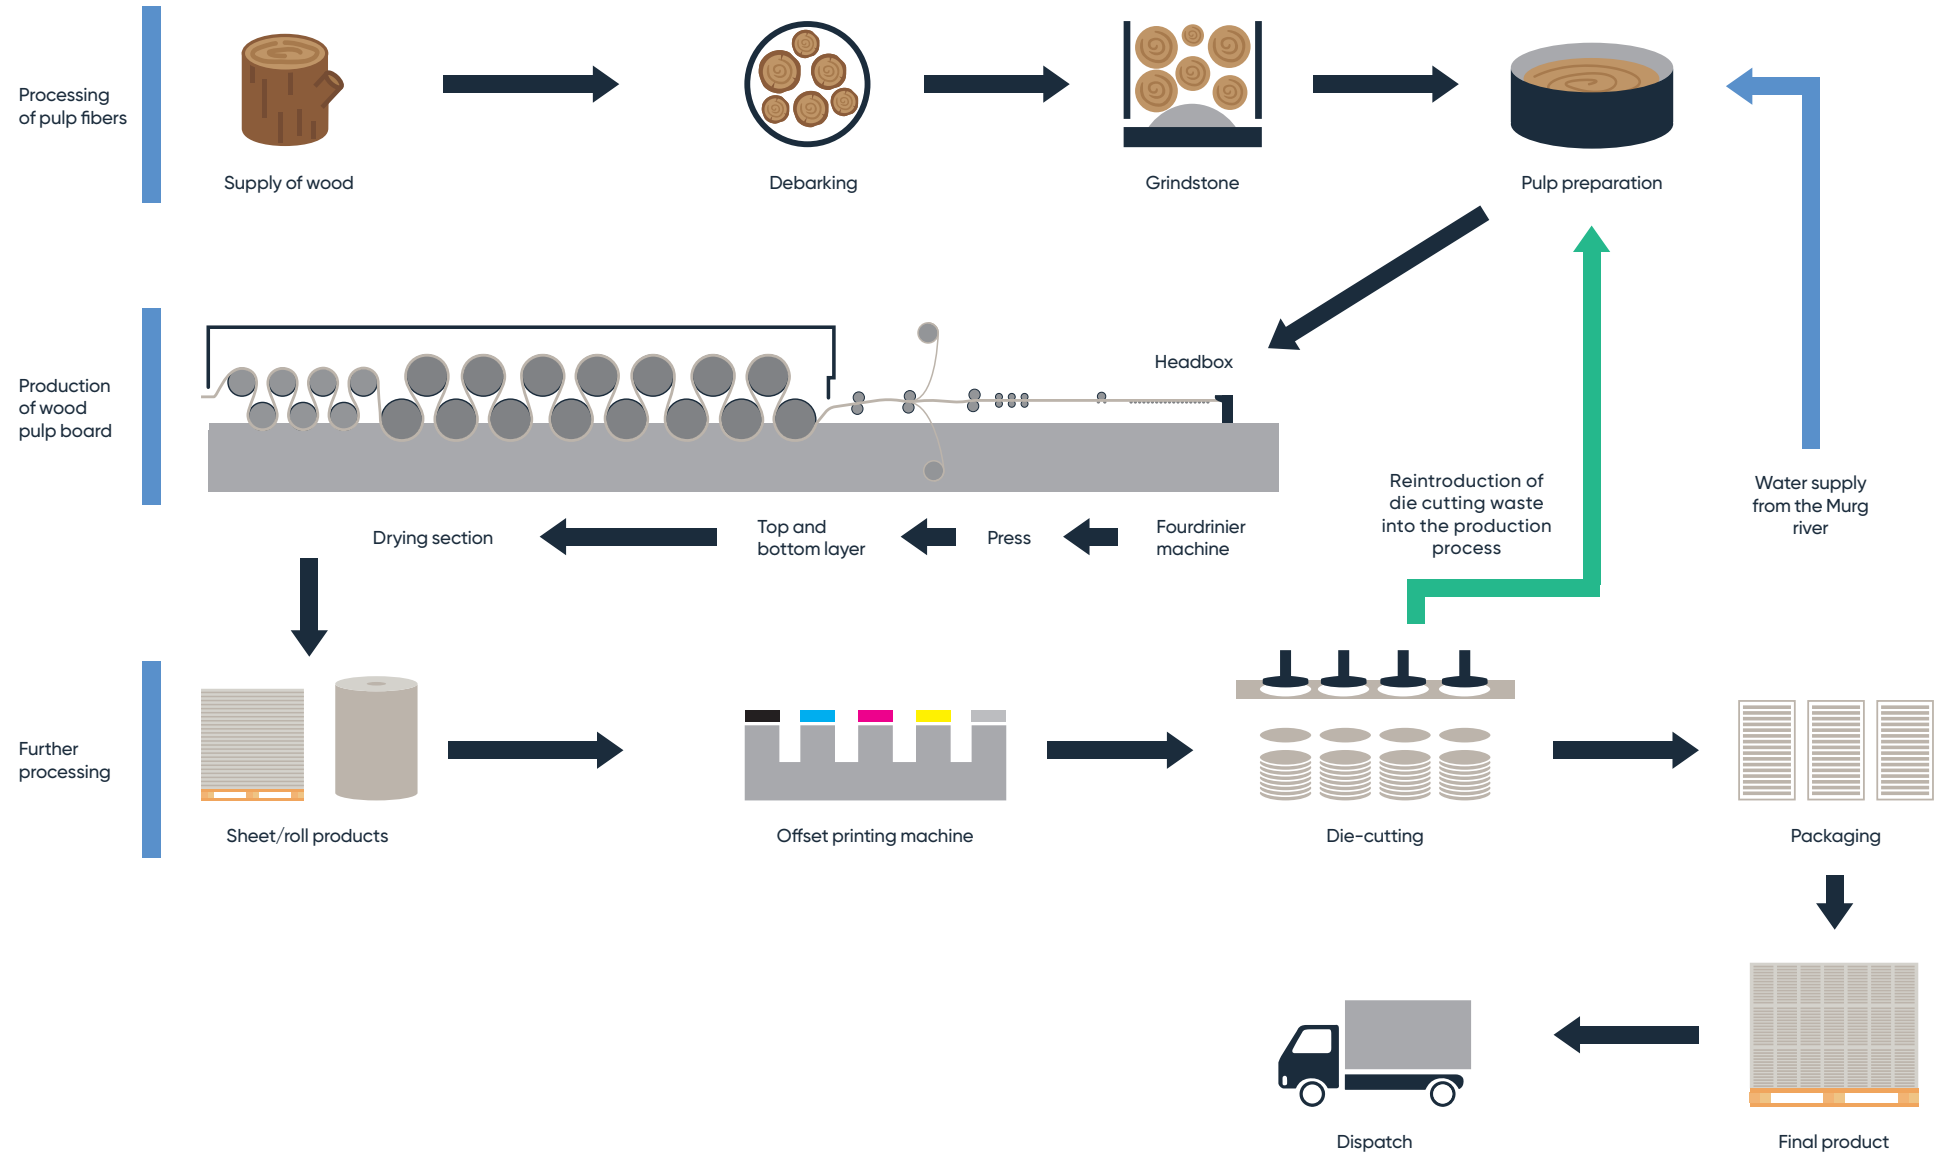 Processing
of pulp fibers
Supply of wood
Debarking
Grindstone
Pulp preparation
Production
of wood
pulp board
Headbox
Drying section
Top and
bottom layer
Press
Fourdrinier
machine
Reintroduction of
die cutting waste
into the production
process
Water supply
from the Murg
river
Further
processing
Sheet/roll products
Offset printing machine
Die-cutting
Packaging
Dispatch
Final product